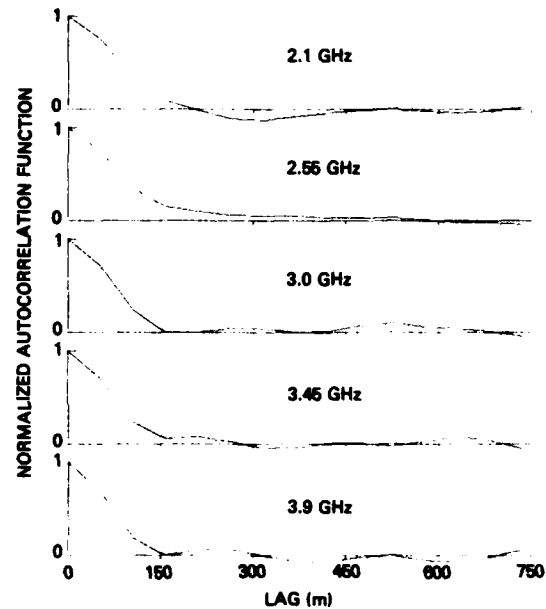 NORMALIZED AUTOCORRELATION FUNCTION
1
2.1 GHz
0
1
2.55 GHz
0
1
3.0 GHz
0
1
3.45 GHz
0
1
3.9 GHz
0
0 150 300 450 600 750
LAG (m)